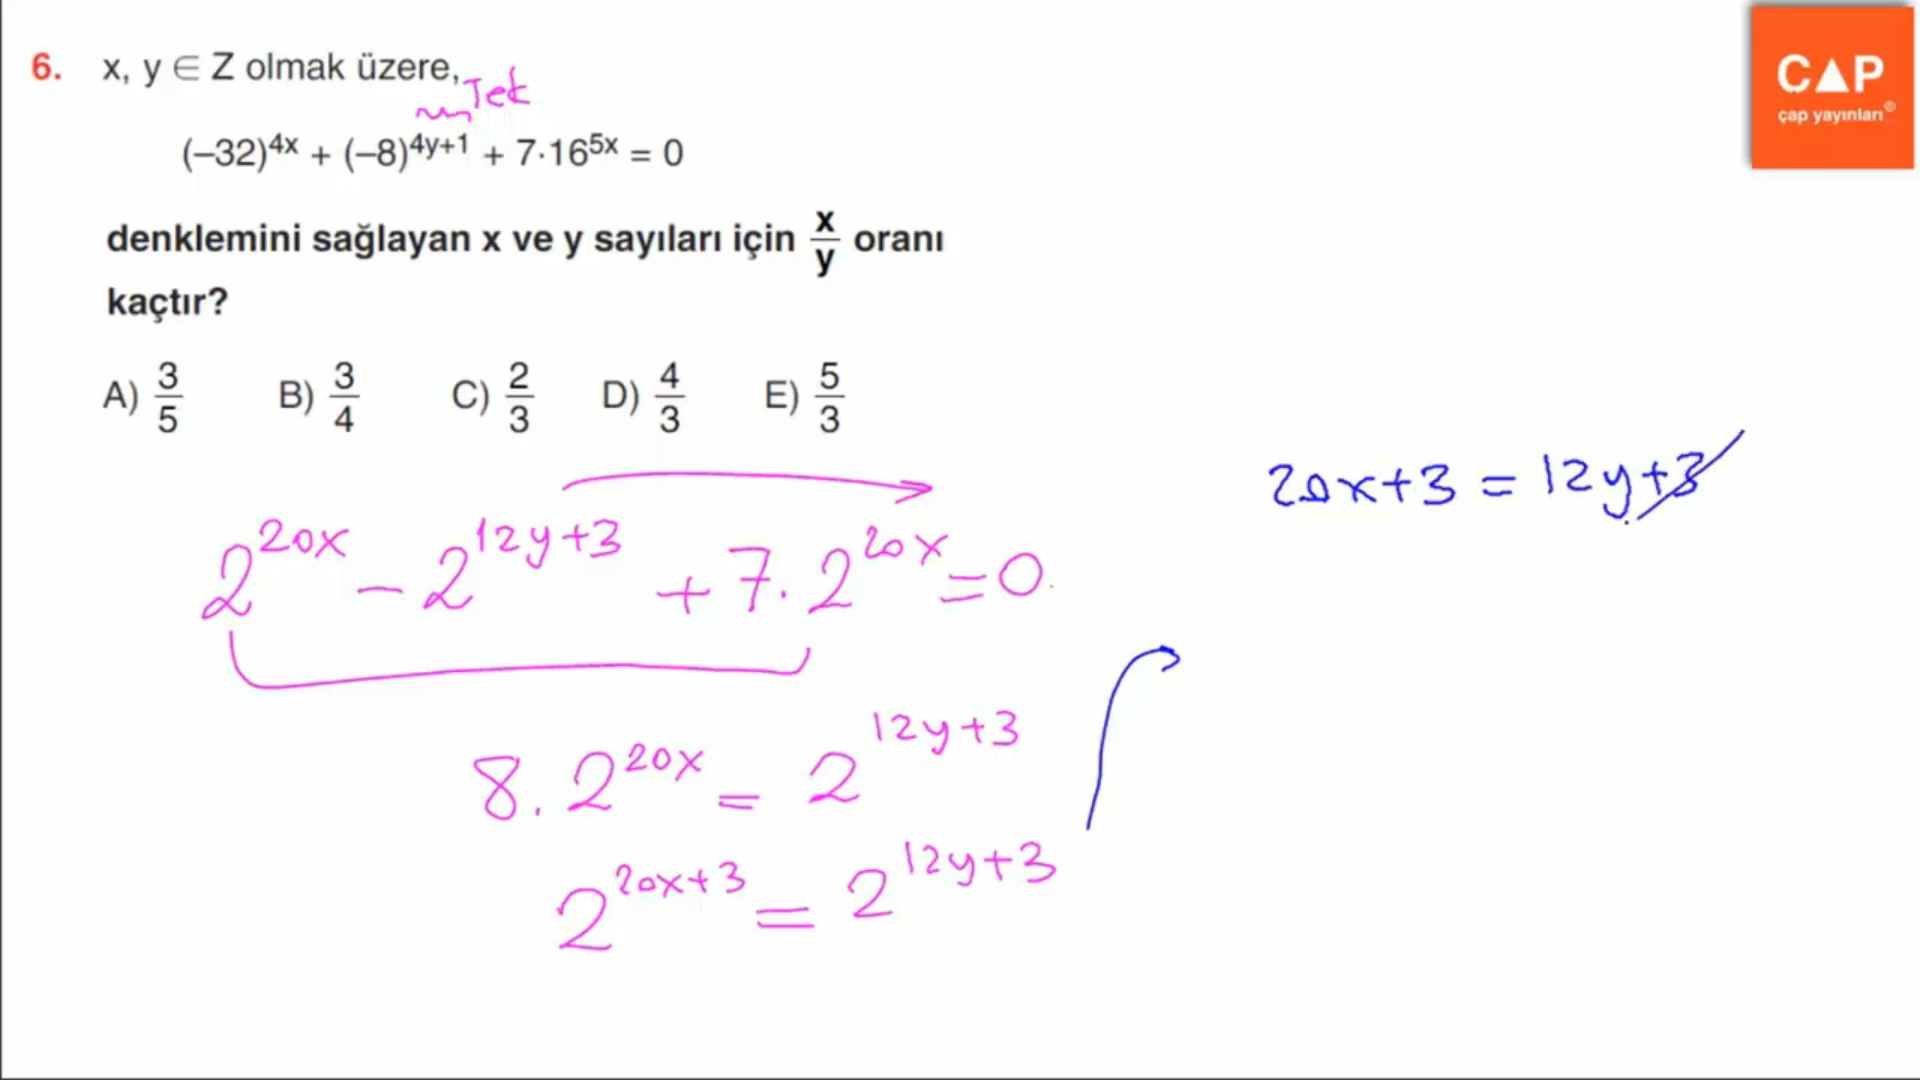 6. x, y ∈ Z olmak üzere,
Tek
(–32)^4x + (–8)^4y+1 + 7·16^5x = 0
denklemini sağlayan x ve y sayıları için x/y oranı
kaçtır?
A) 3/5 B) 3/4 C) 2/3 D) 4/3 E) 5/3
2^20x – 2^12y+3 + 7. 2^20x = 0
8. 2^20x = 2^12y+3
2^20x+3 = 2^12y+3
20x+3 = 12y+3
ÇAP
çap yayınları®